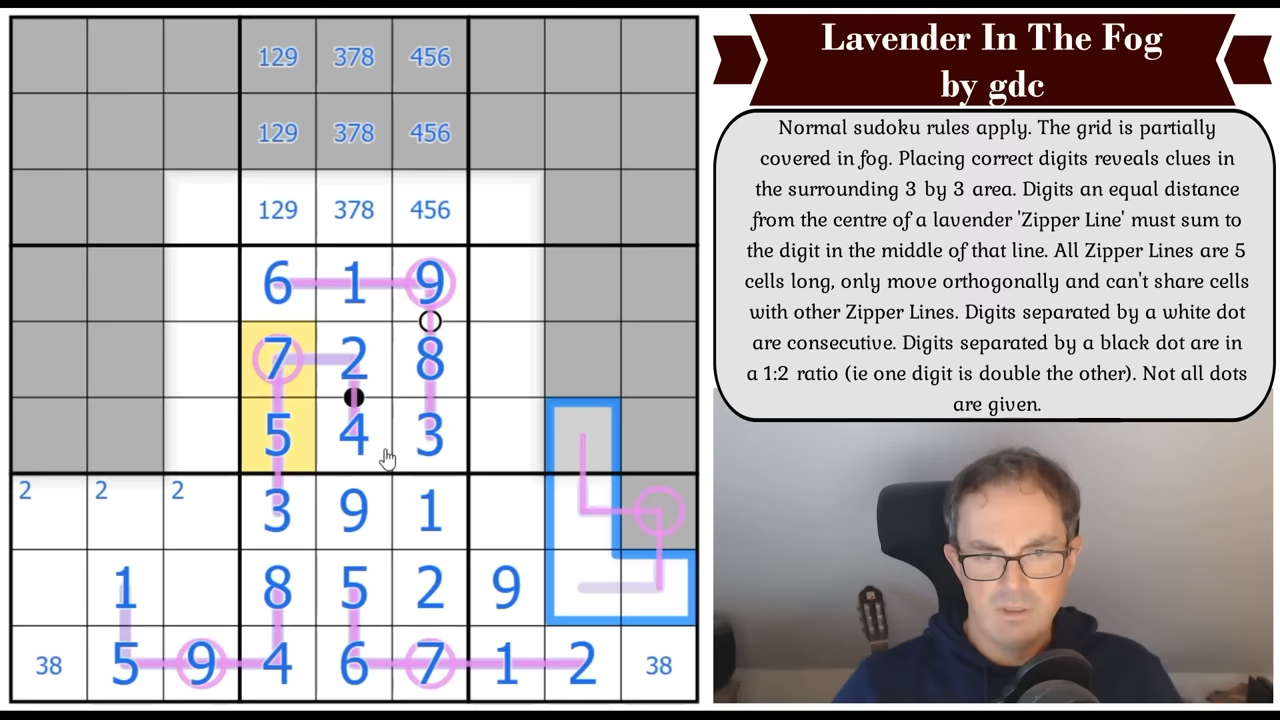 Lavender In The Fog
by gdc
Normal sudoku rules apply. The grid is partially
covered in fog. Placing correct digits reveals clues in
the surrounding 3 by 3 area. Digits an equal distance
from the centre of a lavender 'Zipper Line' must sum to
the digit in the middle of that line. All Zipper Lines are 5
cells long, only move orthogonally and can't share cells
with other Zipper Lines. Digits separated by a white dot
are consecutive. Digits separated by a black dot are in
a 1:2 ratio (ie one digit is double the other). Not all dots
are given.
129 378 456
129 378 456
129 378 456
6 1 9
7 2 8
5 4 3
2 2 2 3 9 1
1 8 5 2 9
38 5 9 4 6 7 1 2 38